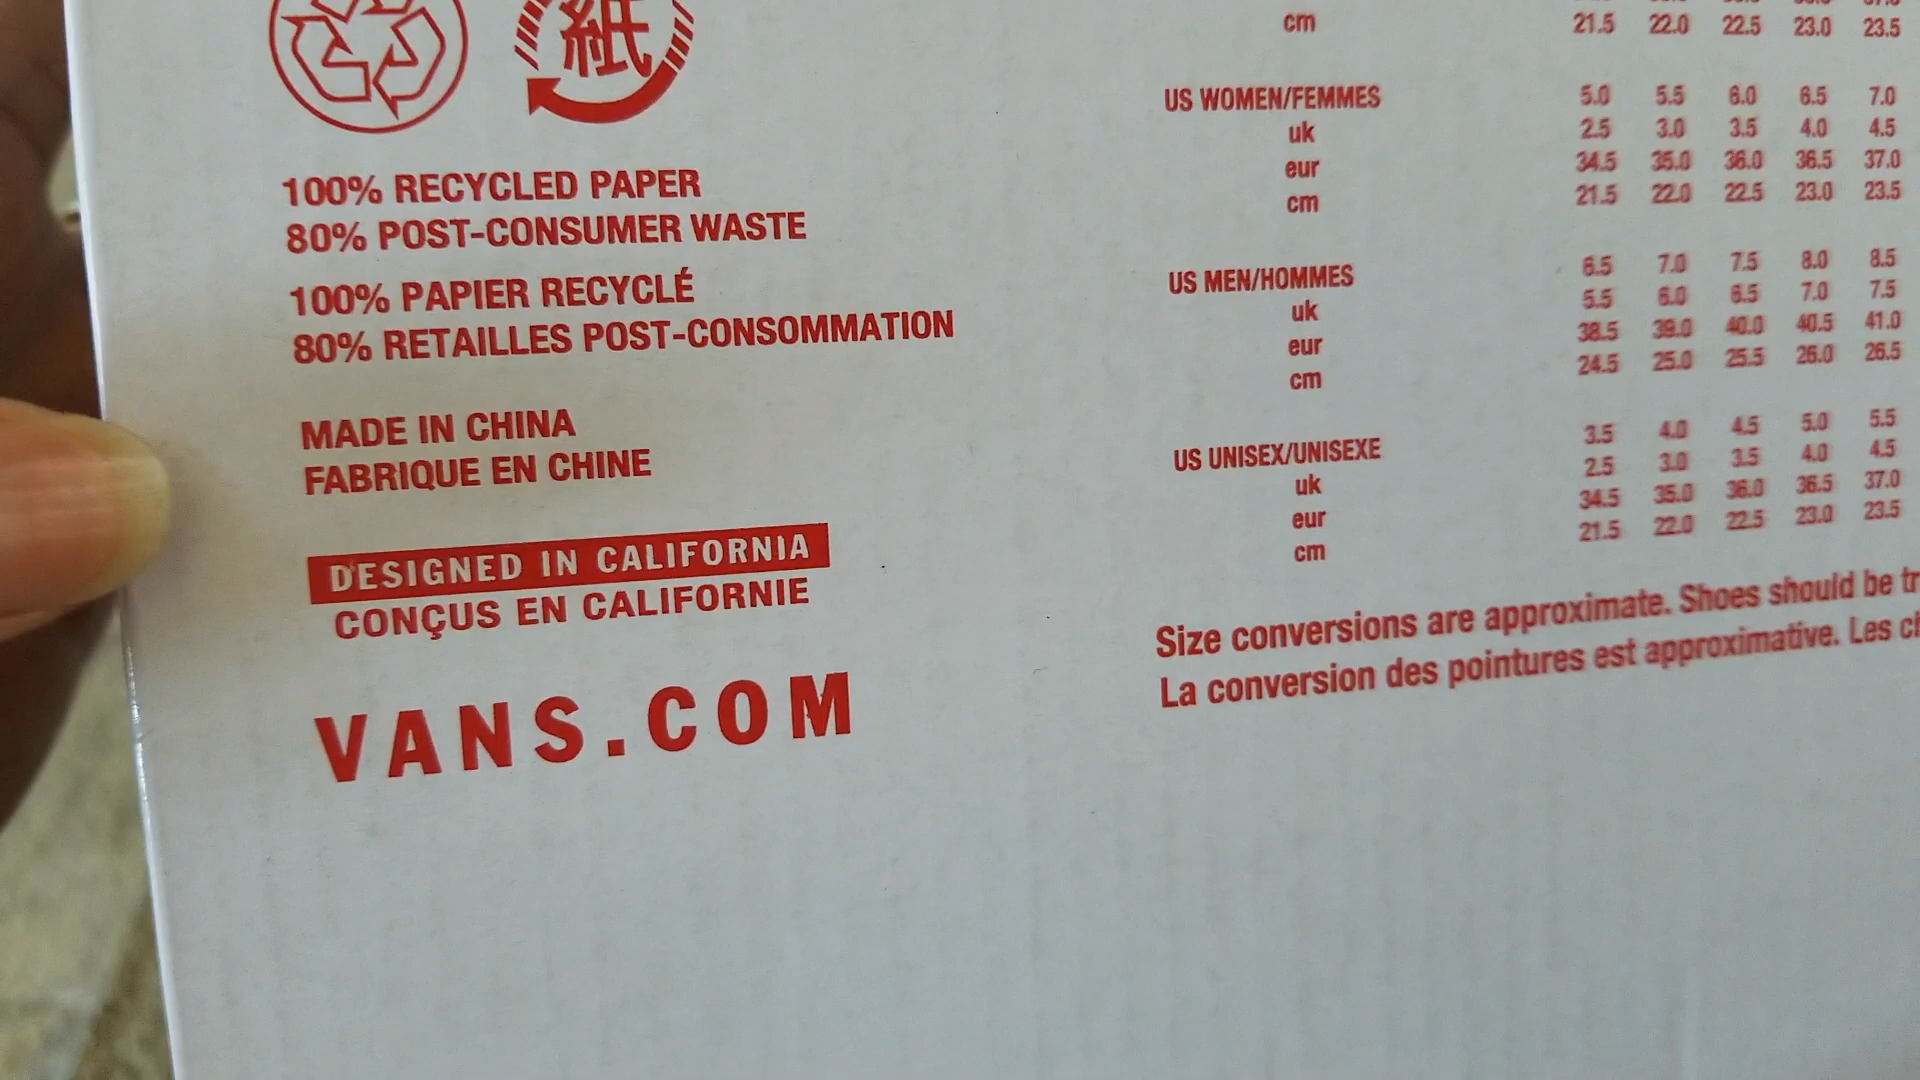 紙
100% RECYCLED PAPER
80% POST-CONSUMER WASTE
100% PAPIER RECYCLÉ
80% RETAILLES POST-CONSOMMATION
MADE IN CHINA
FABRIQUE EN CHINE
DESIGNED IN CALIFORNIA
CONÇUS EN CALIFORNIE
VANS.COM
cm 21.5 22.0 22.5 23.0 23.5
US WOMEN/FEMMES 5.0 5.5 6.0 6.5 7.0
uk 2.5 3.0 3.5 4.0 4.5
eur 34.5 35.0 36.0 36.5 37.0
cm 21.5 22.0 22.5 23.0 23.5
US MEN/HOMMES 6.5 7.0 7.5 8.0 8.5
uk 5.5 6.0 6.5 7.0 7.5
eur 38.5 39.0 40.0 40.5 41.0
cm 24.5 25.0 25.5 26.0 26.5
US UNISEX/UNISEXE 3.5 4.0 4.5 5.0 5.5
uk 2.5 3.0 3.5 4.0 4.5
eur 34.5 35.0 36.0 36.5 37.0
cm 21.5 22.0 22.5 23.0 23.5
Size conversions are approximate. Shoes should be
La conversion des pointures est approximative. Les